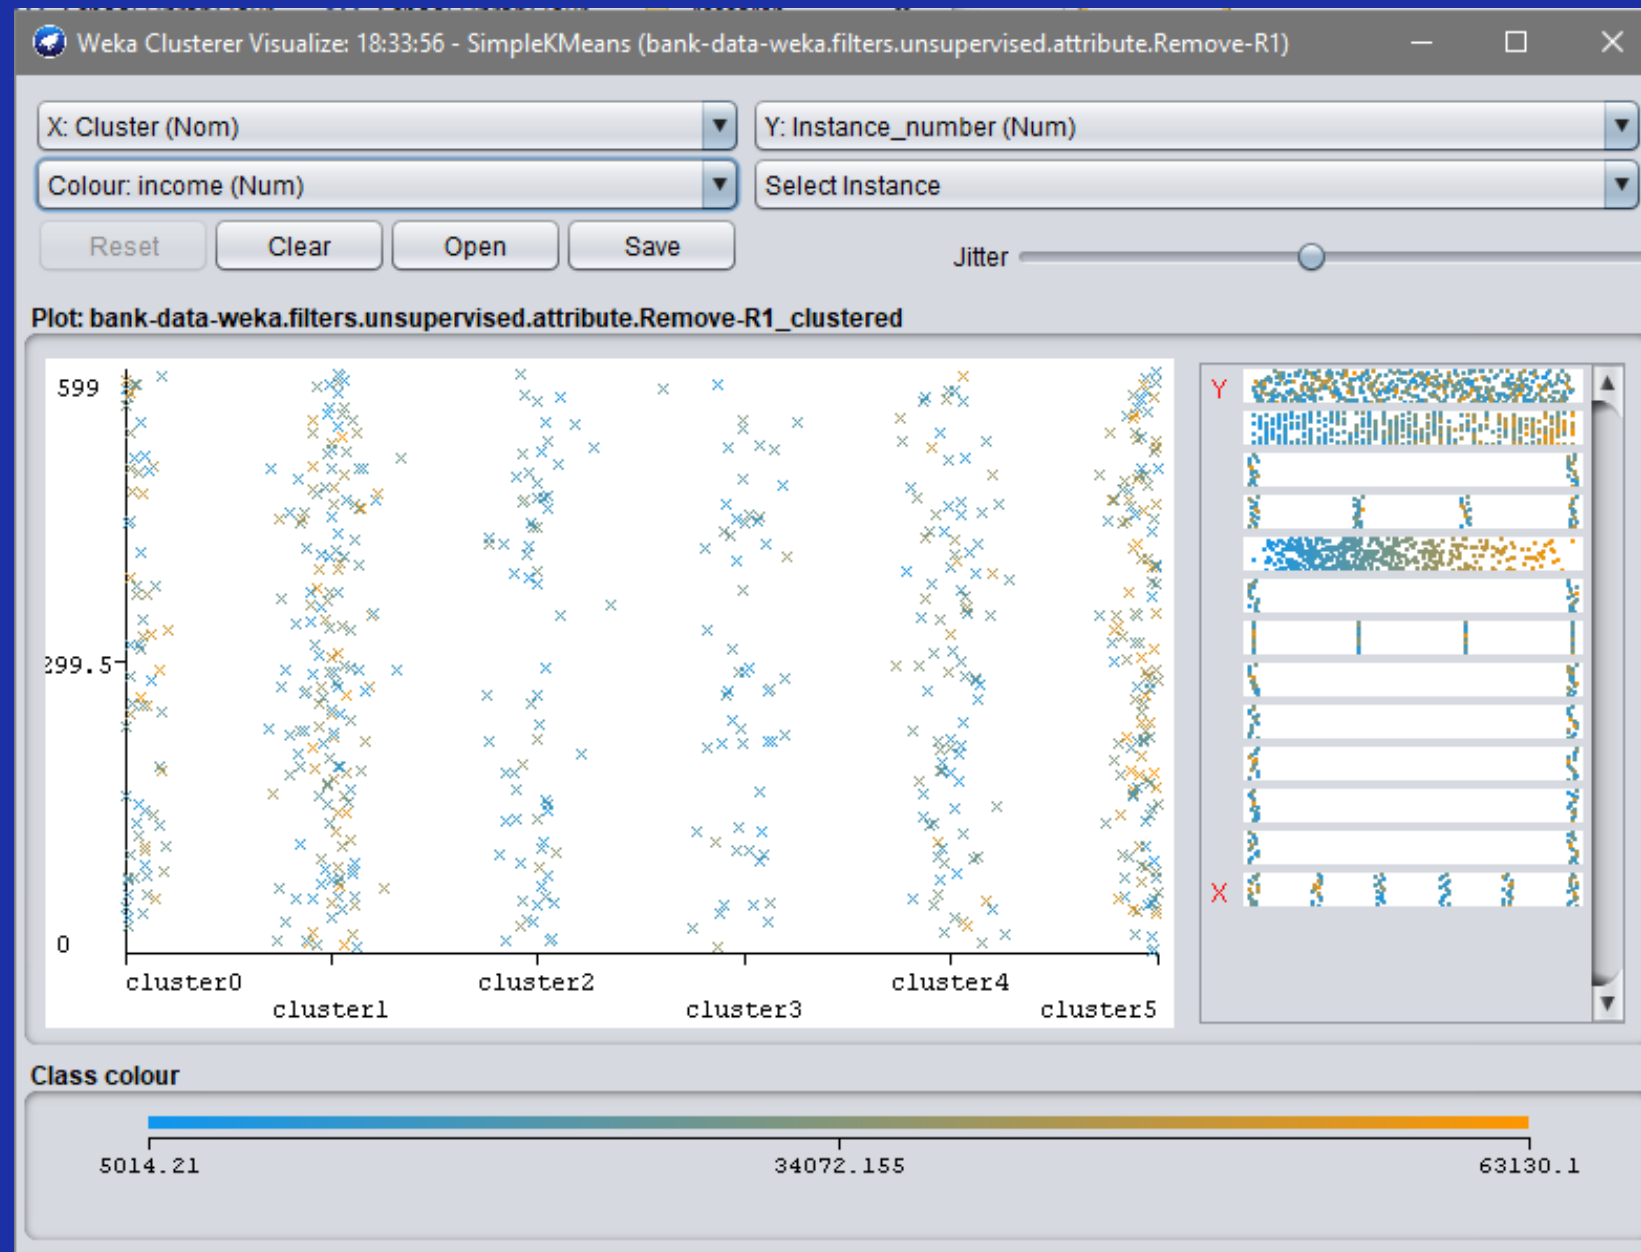 Weka Clusterer Visualize: 18:33:56 - SimpleKMeans (bank-data-weka.filters.unsupervised.attribute.Remove-R1)
X: Cluster (Nom)
Y: Instance_number (Num)
Colour: income (Num)
Select Instance
Reset
Clear
Open
Save
Jitter
Plot: bank-data-weka.filters.unsupervised.attribute.Remove-R1_clustered
599
299.5
0
cluster0
cluster1
cluster2
cluster3
cluster4
cluster5
Y
X
Class colour
5014.21
34072.155
63130.1